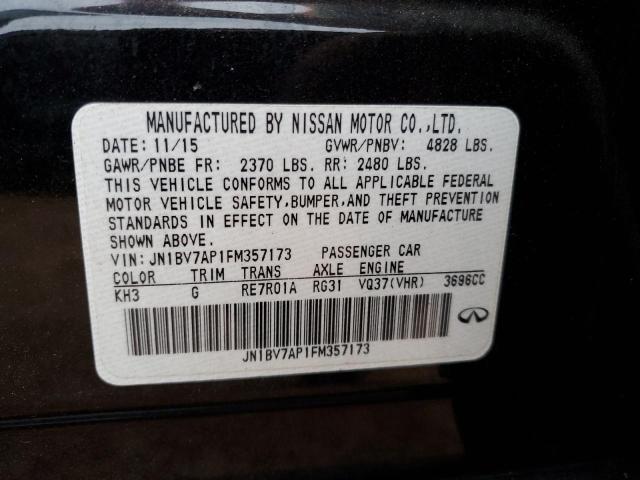 MANUFACTURED BY NISSAN MOTOR CO.,LTD.
DATE: 11/15 GVWR/PNBV: 4828 LBS.
GAWR/PNBE FR: 2370 LBS. RR: 2480 LBS.
THIS VEHICLE CONFORMS TO ALL APPLICABLE FEDERAL
MOTOR VEHICLE SAFETY,BUMPER,AND THEFT PREVENTION
STANDARDS IN EFFECT ON THE DATE OF MANUFACTURE
SHOWN ABOVE.
VIN: JN1BV7AP1FM357173 PASSENGER CAR
COLOR TRIM TRANS AXLE ENGINE
KH3 G RE7R01A RG31 VQ37(VHR) 3696CC
JN1BV7AP1FM357173